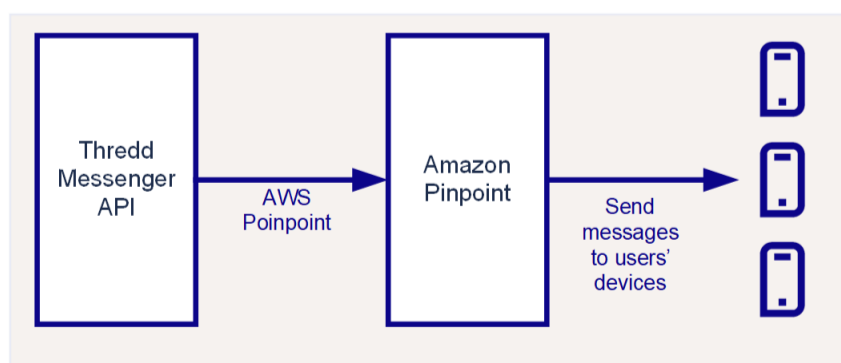 Thredd
Messenger
API
AWS
Poinpoint
Amazon
Pinpoint
Send
messages
to users’
devices